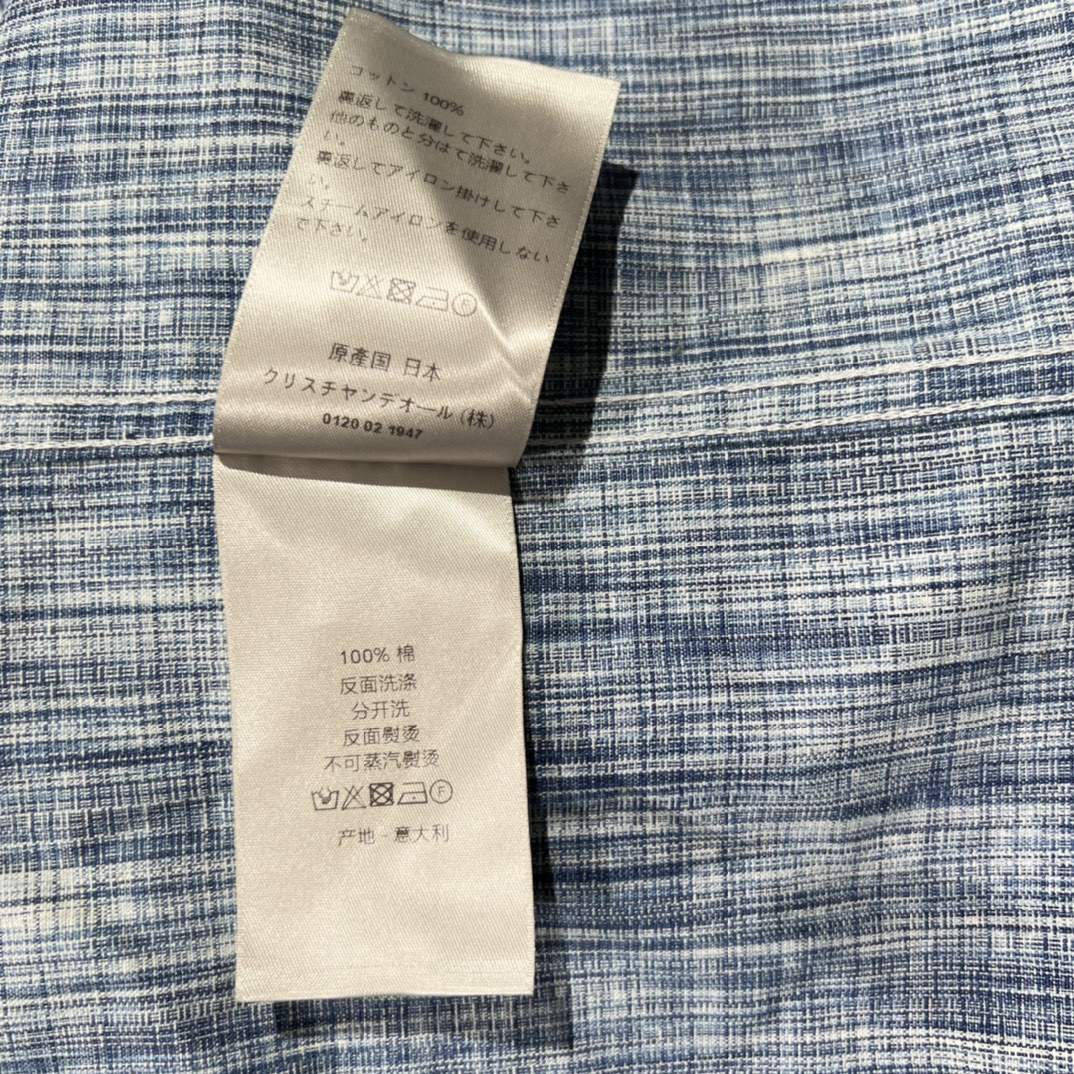 コットン 100%
裏返して洗濯して下さい。
他のものと分けて洗濯して下さ
い。
裏返してアイロン掛けして下さ
い。
スチームアイロンを使用しない
で下さい。
F
原產国 日本
クリスチヤンデオール (株)
0120 02 1947
100% 棉
反面洗涤
分开洗
反面熨烫
不可蒸汽熨烫
F
产地 - 意大利